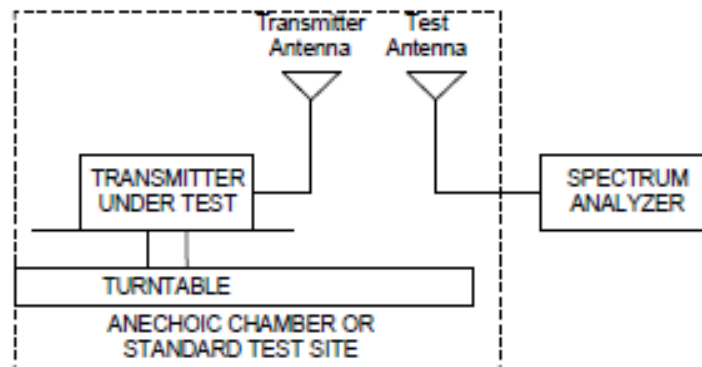 Transmitter
Antenna
Test
Antenna
TRANSMITTER
UNDER TEST
SPECTRUM
ANALYZER
TURNTABLE
ANECHOIC CHAMBER OR
STANDARD TEST SITE